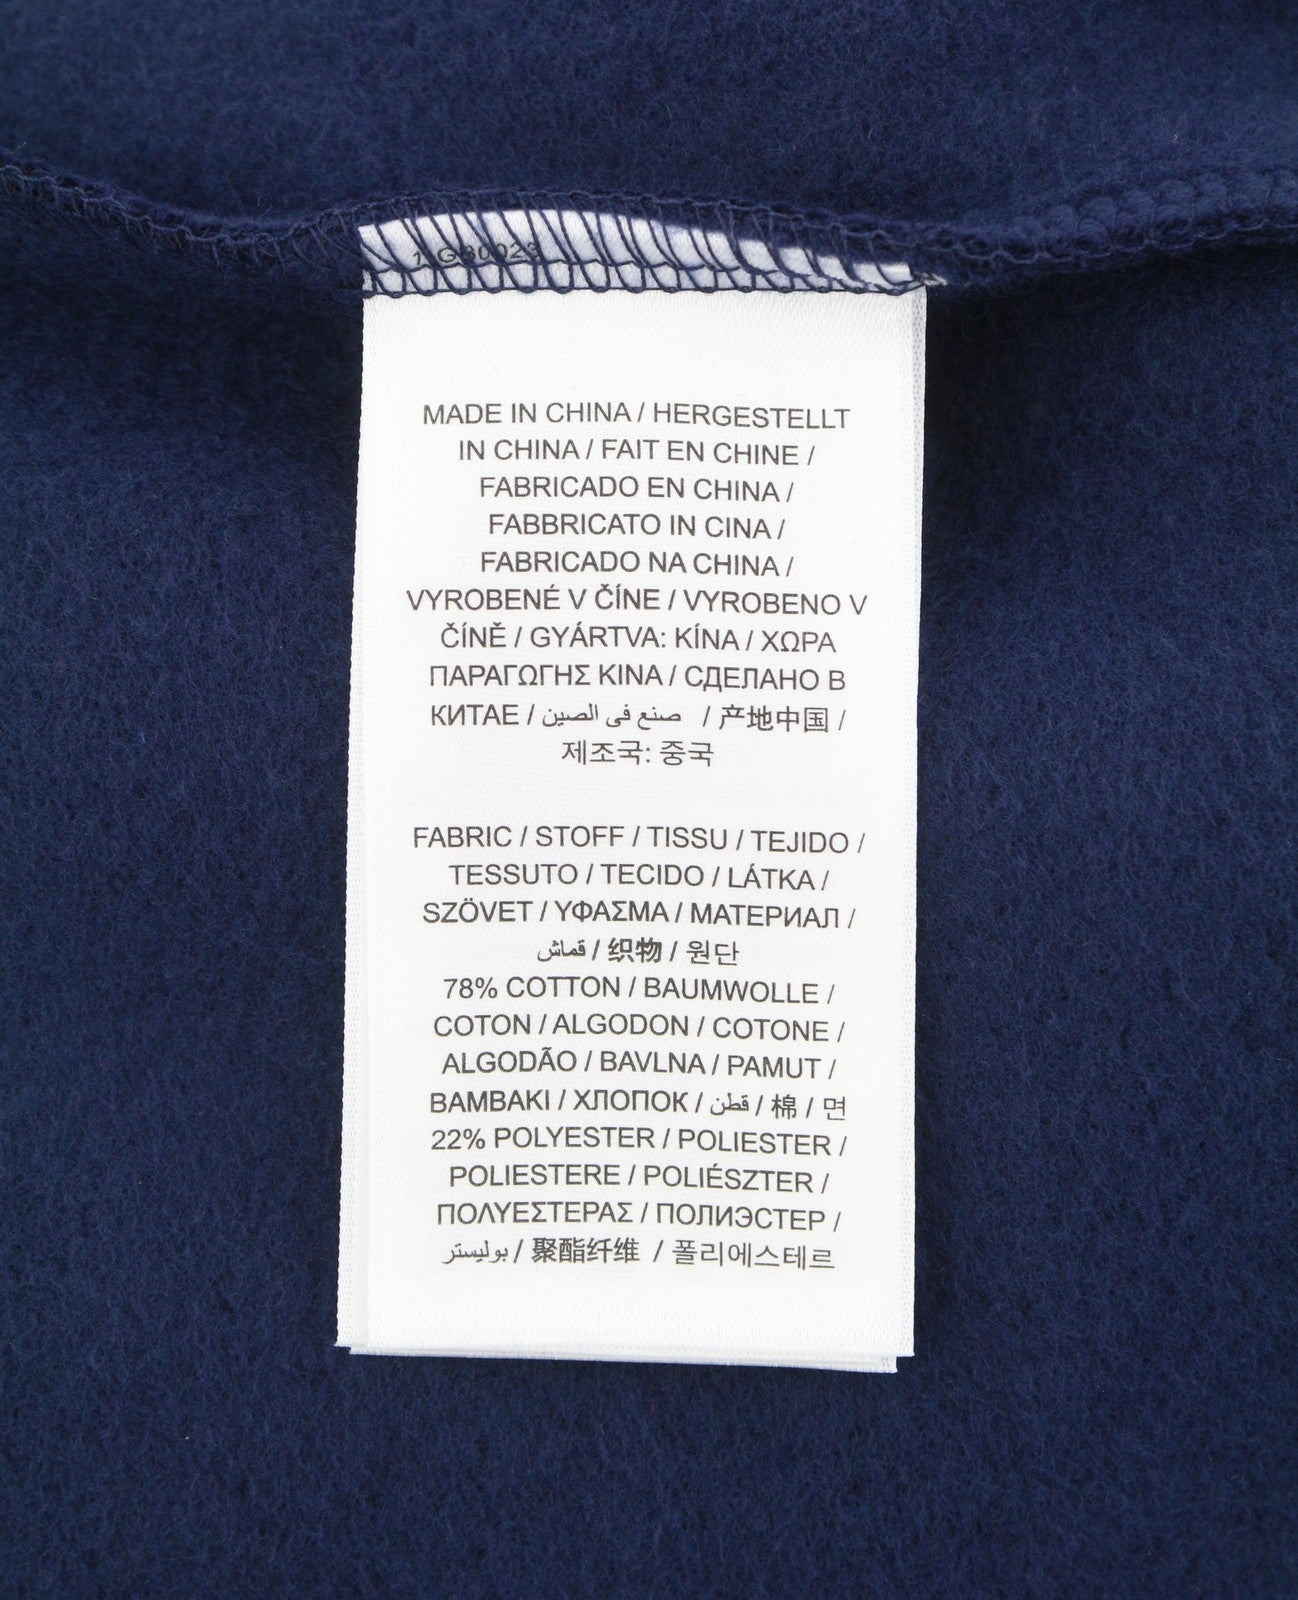 MADE IN CHINA / HERGESTELLT
IN CHINA / FAIT EN CHINE /
FABRICADO EN CHINA /
FABBRICATO IN CINA /
FABRICADO NA CHINA /
VYROBENÉ V ČÍNE / VYROBENO V
ČÍNĚ / GYÁRTVA: KÍNA / ΧΩΡΑ
ΠΑΡΑΓΩΓΗΣ ΚΙΝΑ / СДЕЛАНО В
КИТАЕ / صنع في الصين / 产地中国 /
제조국: 중국
FABRIC / STOFF / TISSU / TEJIDO /
TESSUTO / TECIDO / LÁTKA /
SZÖVET / ΥΦΑΣΜΑ / МАТЕРИАЛ /
قماش / 织物 / 원단
78% COTTON / BAUMWOLLE /
COTON / ALGODON / COTONE /
ALGODÃO / BAVLNA / PAMUT /
ΒΑΜΒΑΚΙ / ХЛОПОК / قطن / 棉 / 면
22% POLYESTER / POLIESTER /
POLIESTERE / POLIÉSZTER /
ΠΟΛΥΕΣΤΕΡΑΣ / ПОЛИЭСТЕР /
بوليستر / 聚酯纤维 / 폴리에스테르